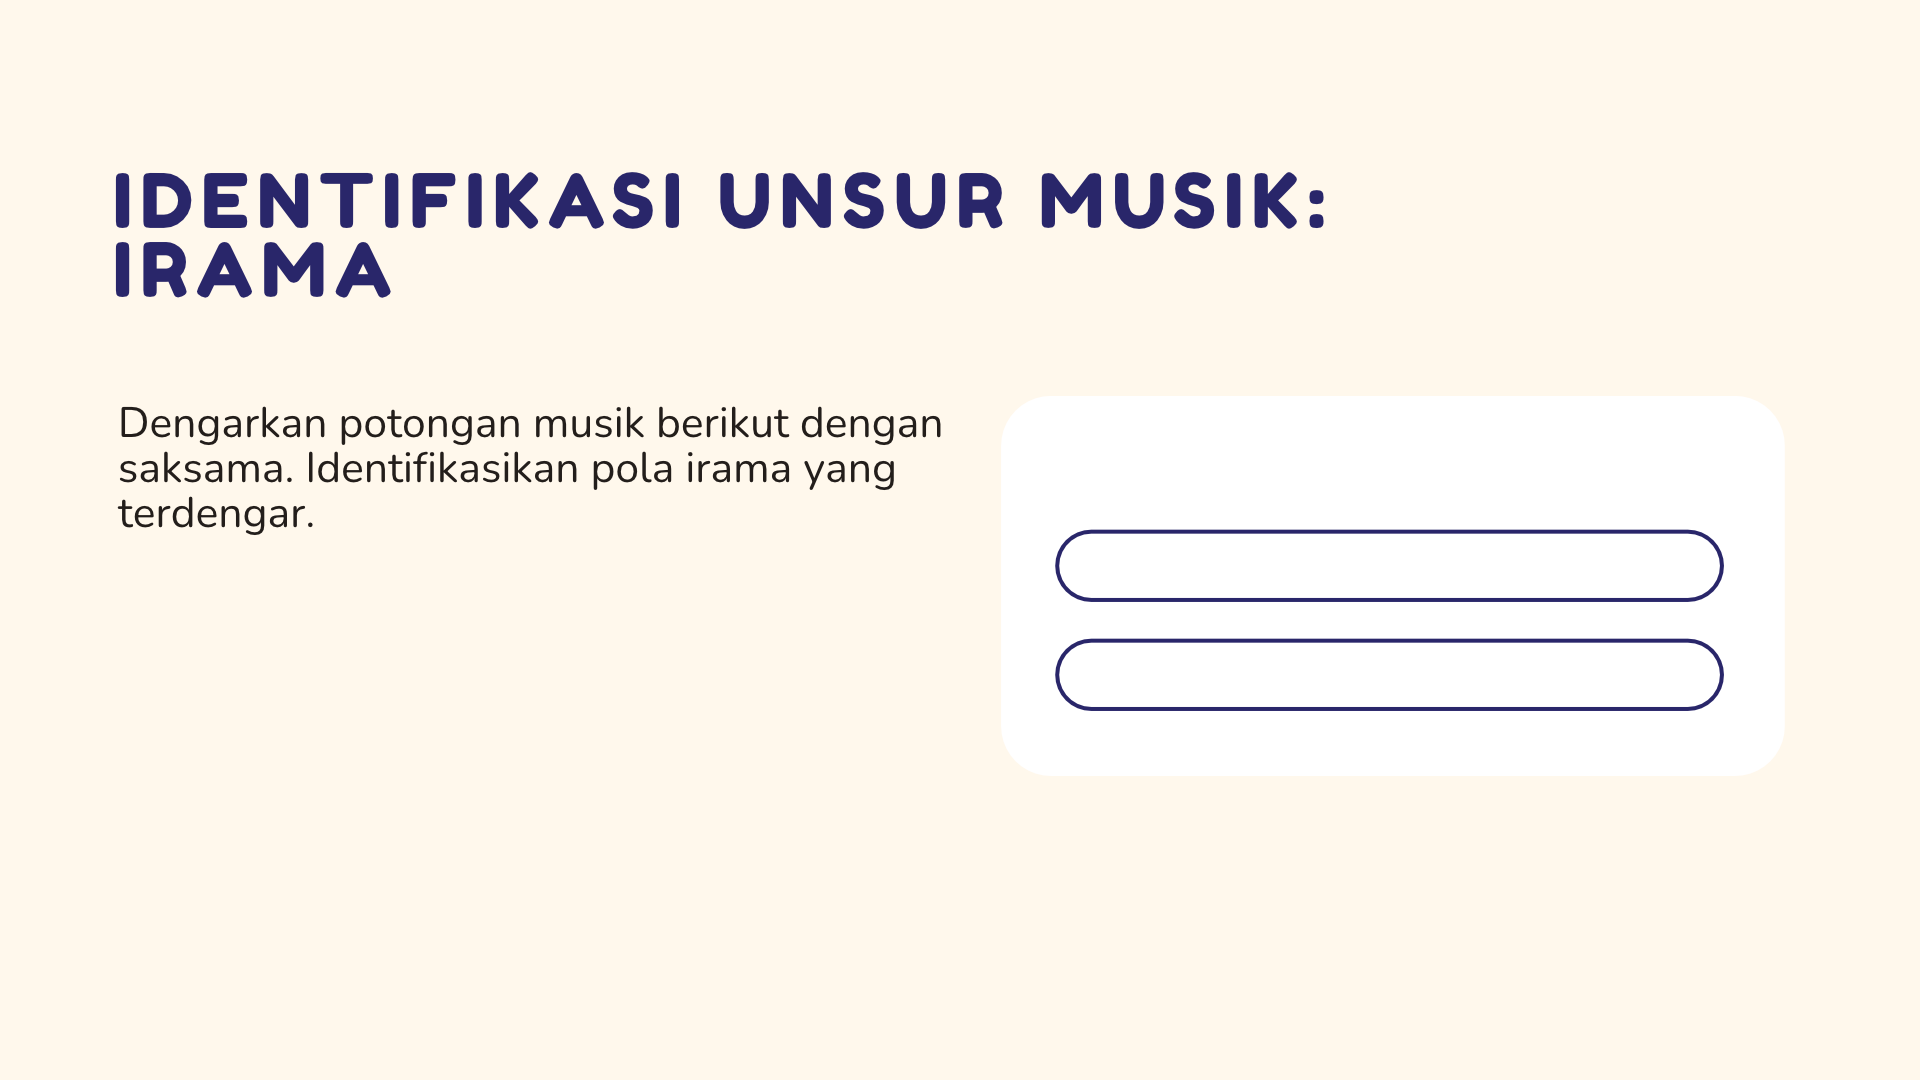 IDENTIFIKASI UNSUR MUSIK:
IRAMA
Dengarkan potongan musik berikut dengan
saksama. Identifikasikan pola irama yang
terdengar.